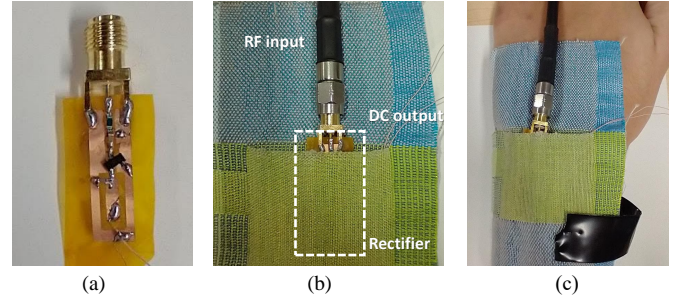 RF input
DC output
Rectifier
(a)
(b)
(c)